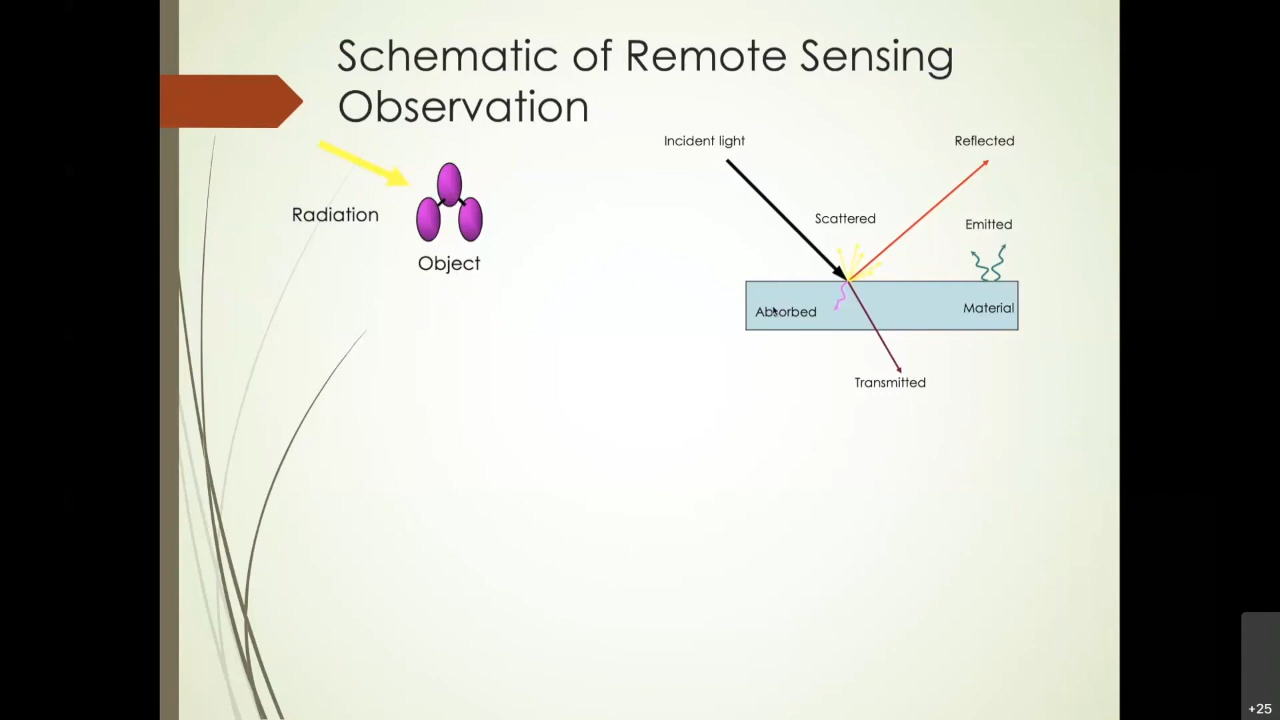 Schematic of Remote Sensing
Observation
Incident light
Reflected
Radiation
Scattered
Emitted
Object
Absorbed
Material
Transmitted
+25